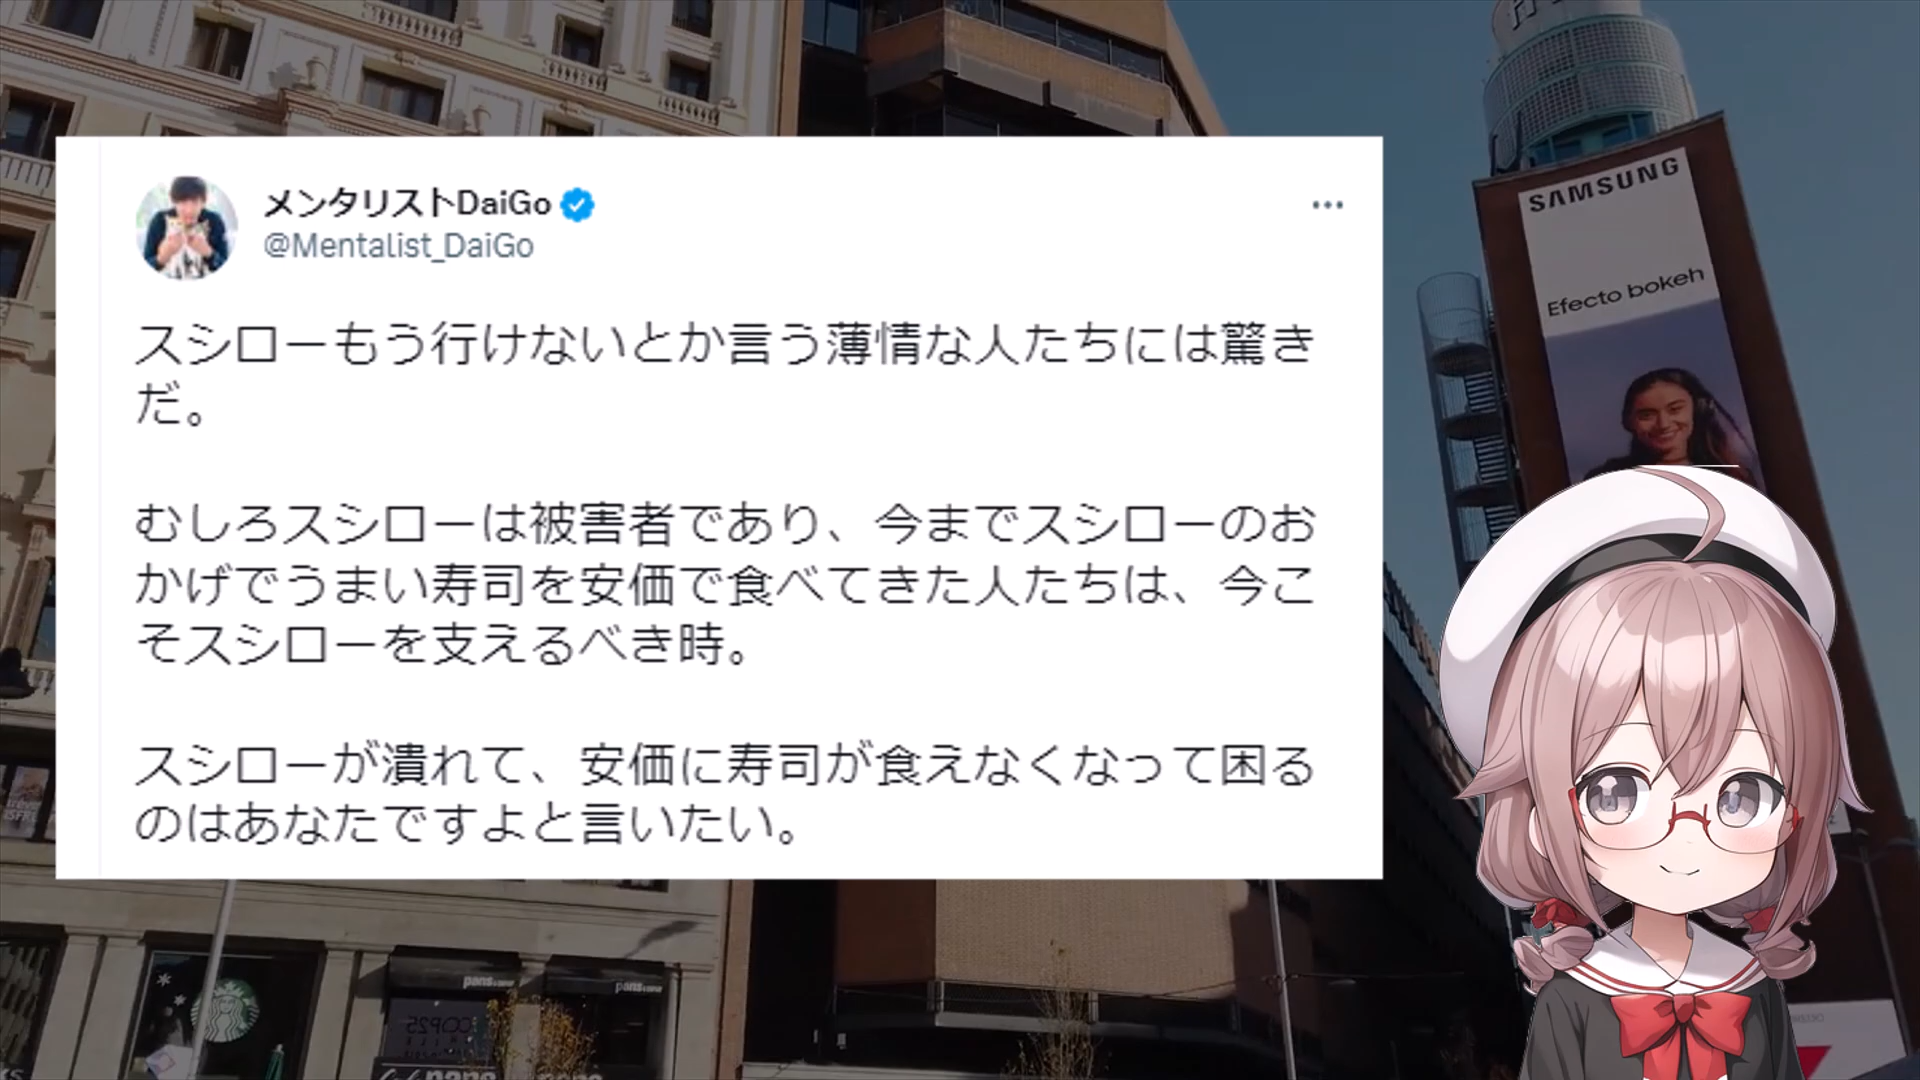 メンタリストDaiGo
@Mentalist_DaiGo
スシローもう行けないとか言う薄情な人たちには驚き
だ。
むしろスシローは被害者であり、今までスシローのお
かげでうまい寿司を安価で食べてきた人たちは、今こ
そスシローを支えるべき時。
スシローが潰れて、安価に寿司が食えなくなって困る
のはあなたですよと言いたい。
SAMSUNG
Efecto bokeh
pans
pans
COP25